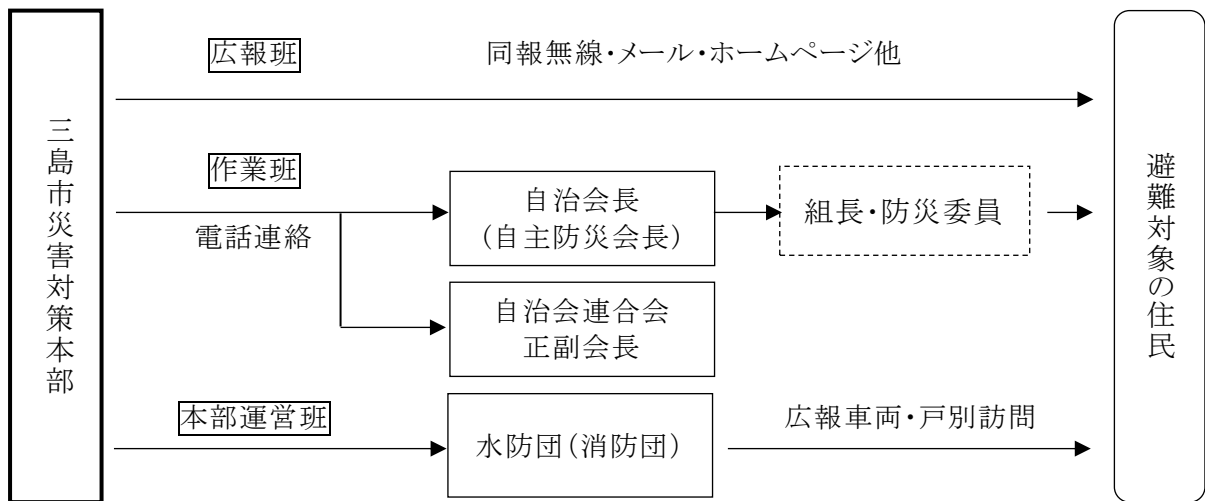 三島市災害対策本部
広報班
同報無線・メール・ホームページ他
作業班
電話連絡
自治会長
(自主防災会長)
組長・防災委員
自治会連合会
正副会長
本部運営班
水防団(消防団)
広報車両・戸別訪問
避難対象の住民